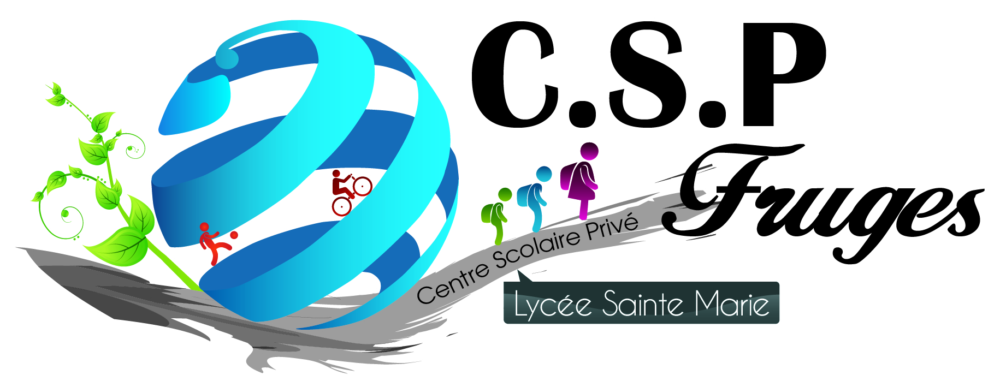 C.S.P
Fruges
Centre Scolaire Privé
Lycée Sainte Marie